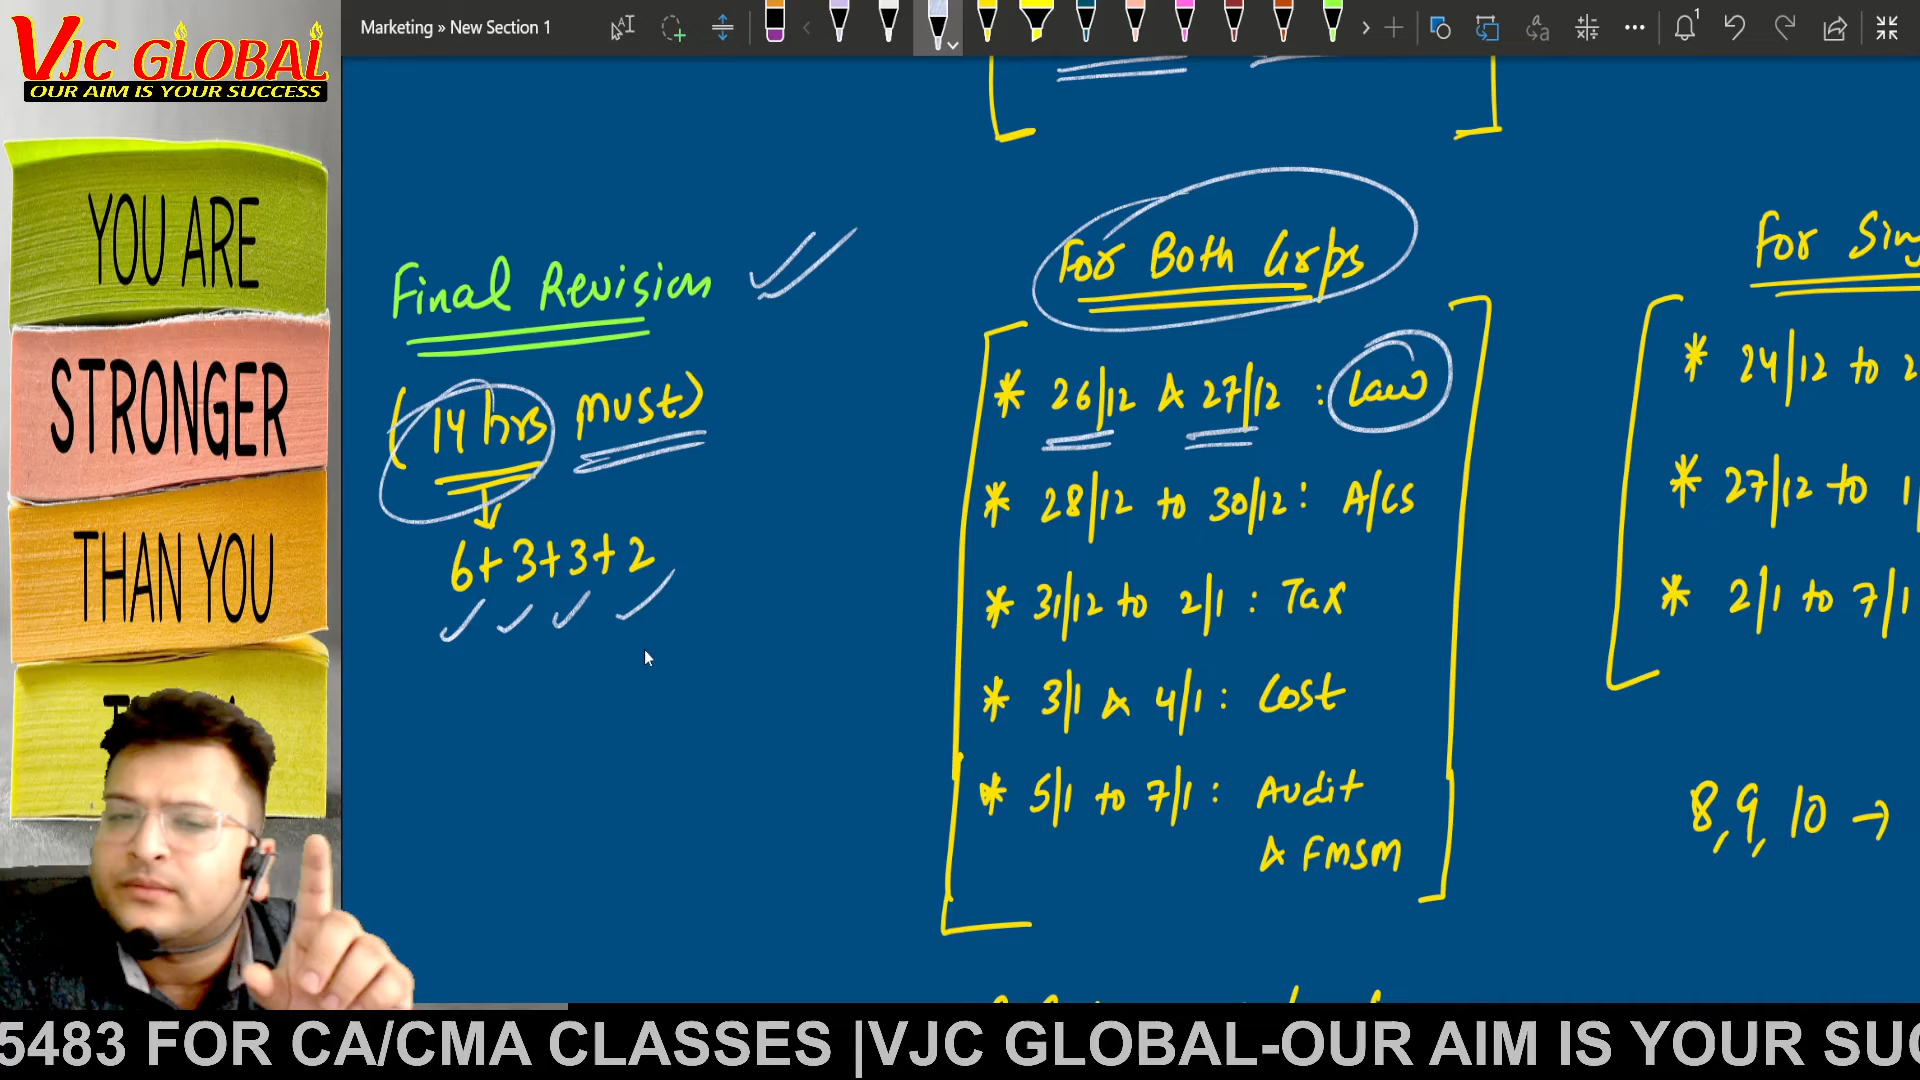 VJC GLOBAL
OUR AIM IS YOUR SUCCESS
Marketing » New Section 1
YOU ARE
STRONGER
THAN YOU
Final Revision
(14 hrs must)
6+3+3+2
For Both Grps
* 26/12 & 27/12 : Law
* 28/12 to 30/12 : A/cs
* 31/12 to 2/1 : Tax
* 3/1 & 4/1 : Cost
* 5/1 to 7/1 : Audit
& FMSM
For Sin
* 24/12 to 2
* 27/12 to 1
* 2/1 to 7/1
8, 9, 10 →
5483 FOR CA/CMA CLASSES |VJC GLOBAL-OUR AIM IS YOUR SUC